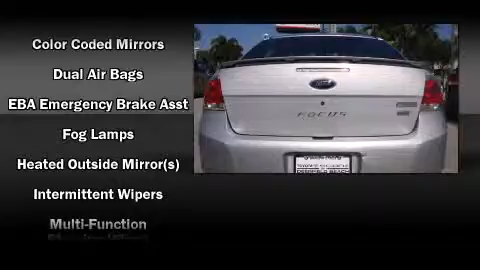 Color Coded Mirrors
Dual Air Bags
EBA Emergency Brake Asst
Fog Lamps
Heated Outside Mirror(s)
Intermittent Wipers
Multi-Function
Ford
FOCUS